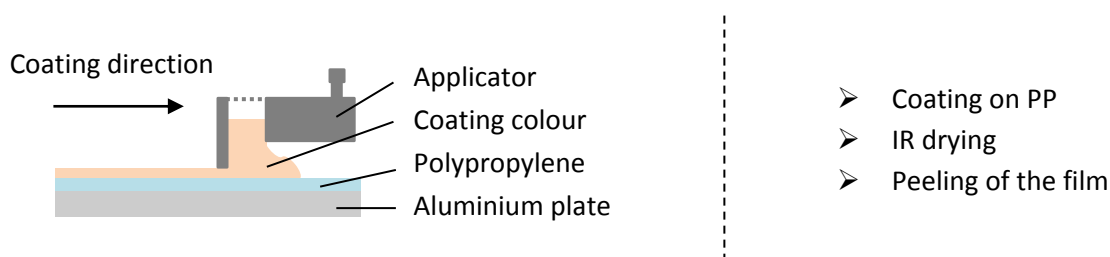 Coating direction
Applicator
Coating colour
Polypropylene
Aluminium plate
➢ Coating on PP
➢ IR drying
➢ Peeling of the film